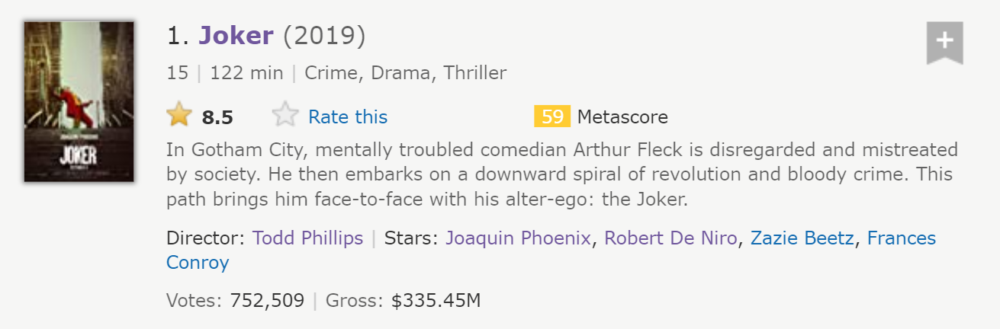 1. Joker (2019)
15 | 122 min | Crime, Drama, Thriller
8.5 Rate this 59 Metascore
In Gotham City, mentally troubled comedian Arthur Fleck is disregarded and mistreated
by society. He then embarks on a downward spiral of revolution and bloody crime. This
path brings him face-to-face with his alter-ego: the Joker.
Director: Todd Phillips | Stars: Joaquin Phoenix, Robert De Niro, Zazie Beetz, Frances
Conroy
Votes: 752,509 | Gross: $335.45M
JOKER